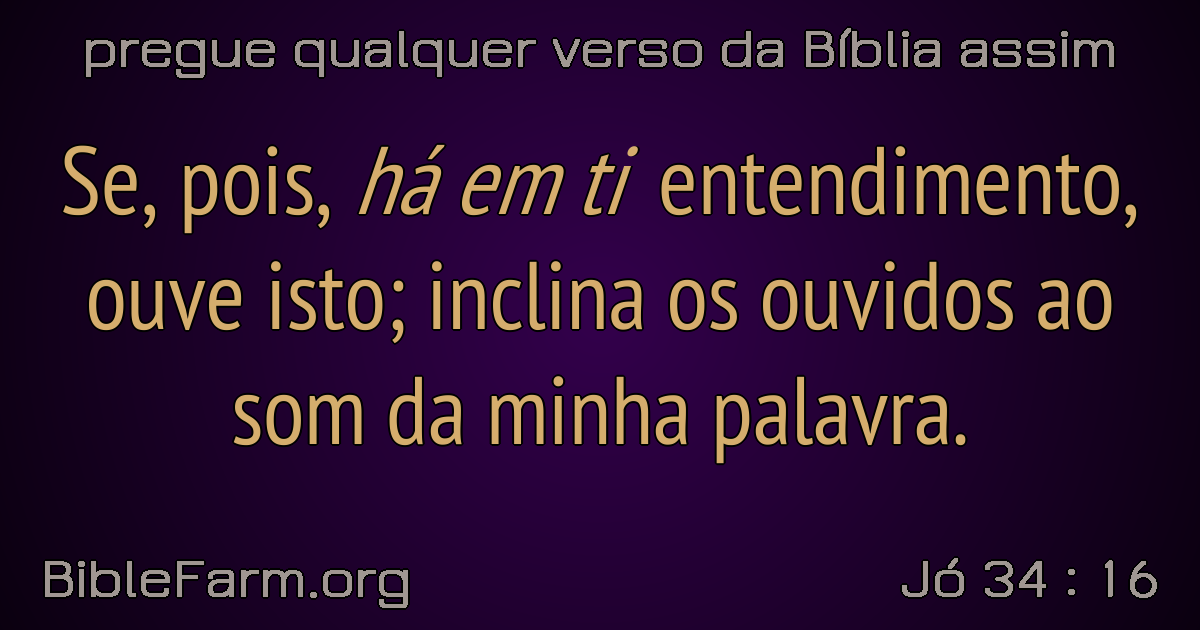 pregue qualquer verso da Bíblia assim
Se, pois, há em ti entendimento,
ouve isto; inclina os ouvidos ao
som da minha palavra.
BibleFarm.org
Jó 34 : 16